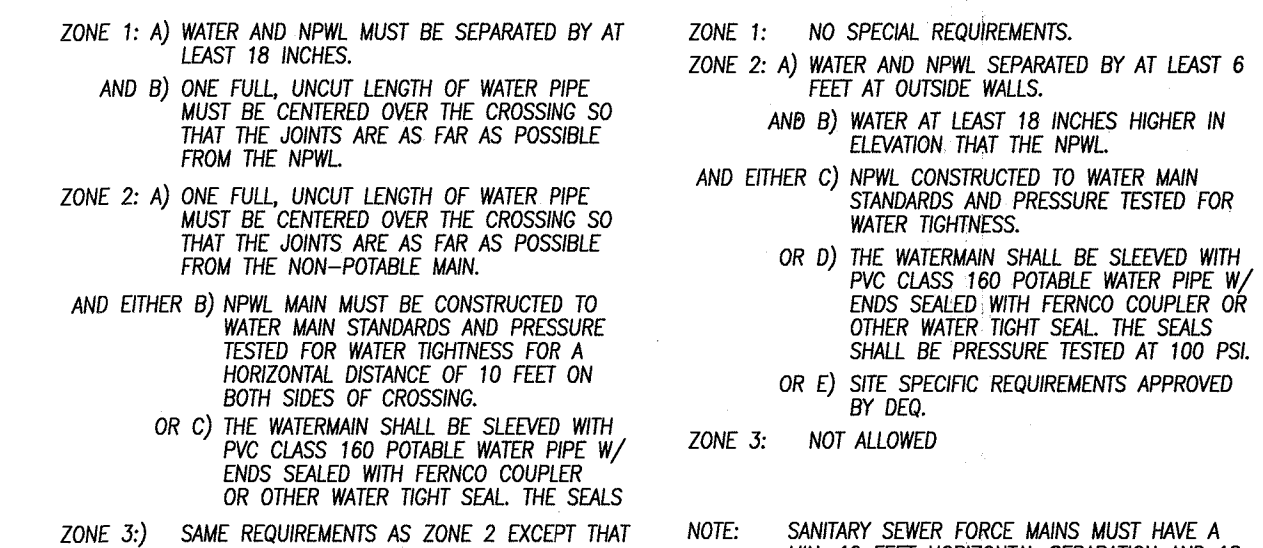 ZONE 1: A) WATER AND NPWL MUST BE SEPARATED BY AT
LEAST 18 INCHES.
AND B) ONE FULL, UNCUT LENGTH OF WATER PIPE
MUST BE CENTERED OVER THE CROSSING SO
THAT THE JOINTS ARE AS FAR AS POSSIBLE
FROM THE NPWL.
ZONE 2: A) ONE FULL, UNCUT LENGTH OF WATER PIPE
MUST BE CENTERED OVER THE CROSSING SO
THAT THE JOINTS ARE AS FAR AS POSSIBLE
FROM THE NON-POTABLE MAIN.
AND EITHER B) NPWL MAIN MUST BE CONSTRUCTED TO
WATER MAIN STANDARDS AND PRESSURE
TESTED FOR WATER TIGHTNESS FOR A
HORIZONTAL DISTANCE OF 10 FEET ON
BOTH SIDES OF CROSSING.
OR C) THE WATERMAIN SHALL BE SLEEVED WITH
PVC CLASS 160 POTABLE WATER PIPE W/
ENDS SEALED WITH FERNCO COUPLER
OR OTHER WATER TIGHT SEAL. THE SEALS
ZONE 3:) SAME REQUIREMENTS AS ZONE 2 EXCEPT THAT
ZONE 1: NO SPECIAL REQUIREMENTS.
ZONE 2: A) WATER AND NPWL SEPARATED BY AT LEAST 6
FEET AT OUTSIDE WALLS.
AND B) WATER AT LEAST 18 INCHES HIGHER IN
ELEVATION THAT THE NPWL.
AND EITHER C) NPWL CONSTRUCTED TO WATER MAIN
STANDARDS AND PRESSURE TESTED FOR
WATER TIGHTNESS.
OR D) THE WATERMAIN SHALL BE SLEEVED WITH
PVC CLASS 160 POTABLE WATER PIPE W/
ENDS SEALED WITH FERNCO COUPLER OR
OTHER WATER TIGHT SEAL. THE SEALS
SHALL BE PRESSURE TESTED AT 100 PSI.
OR E) SITE SPECIFIC REQUIREMENTS APPROVED
BY DEQ.
ZONE 3: NOT ALLOWED
NOTE: SANITARY SEWER FORCE MAINS MUST HAVE A